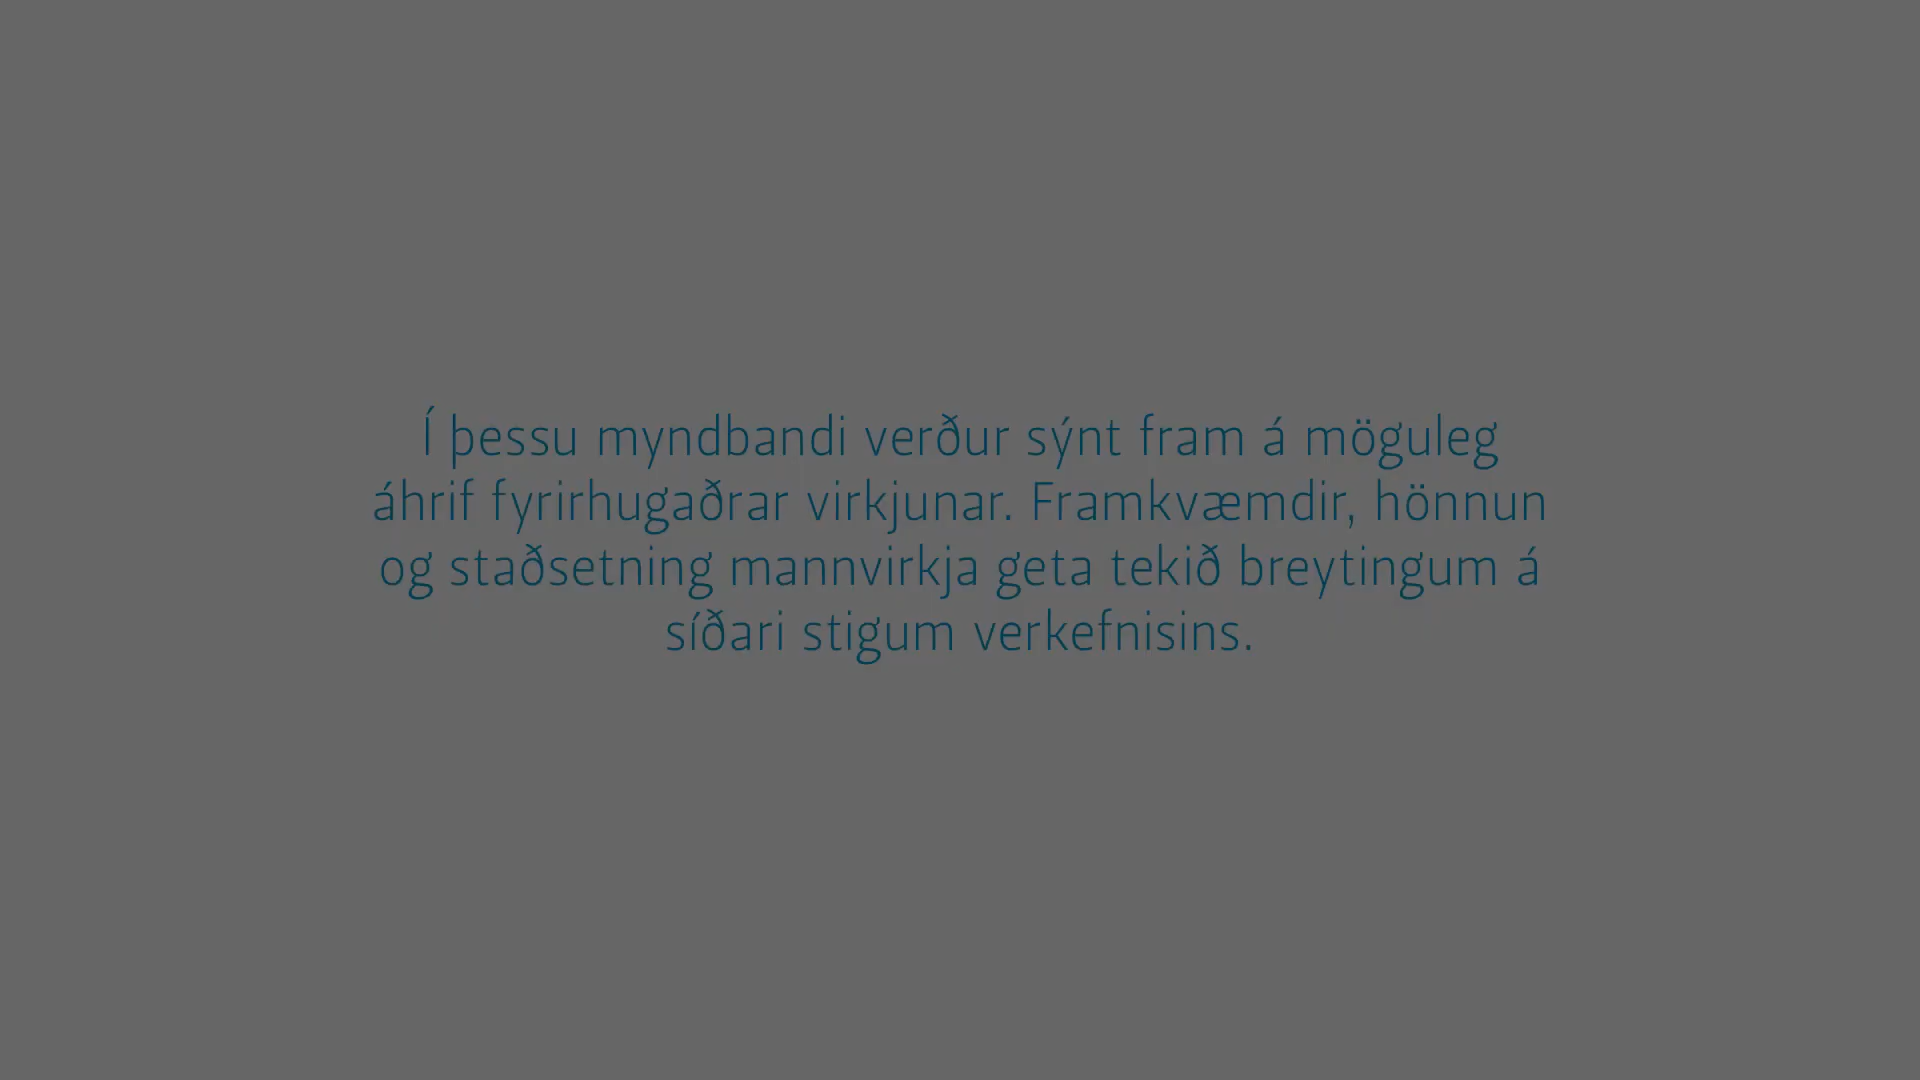 Í þessu myndbandi verður sýnt fram á möguleg
áhrif fyrirhugaðrar virkjunar. Framkvæmdir, hönnun
og staðsetning mannvirkja geta tekið breytingum á
síðari stigum verkefnisins.